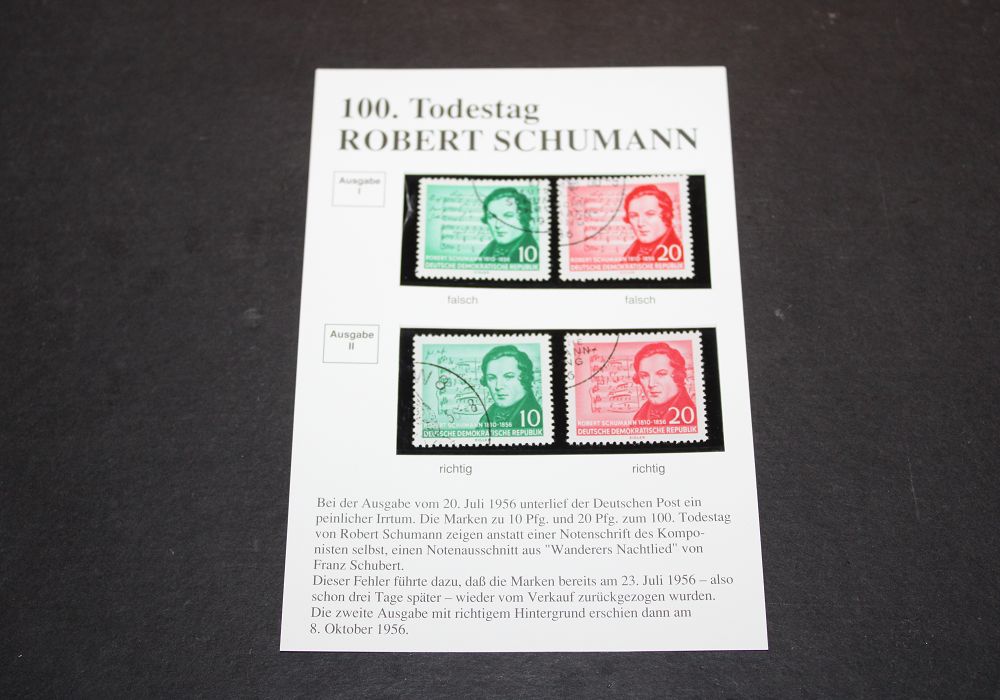 100. Todestag
ROBERT SCHUMANN
Ausgabe
I
10
ROBERT SCHUMANN 1810-1856
DEUTSCHE DEMOKRATISCHE REPUBLIK
20
ROBERT SCHUMANN 1810-1856
DEUTSCHE DEMOKRATISCHE REPUBLIK
falsch
falsch
Ausgabe
II
10
ROBERT SCHUMANN 1810-1856
DEUTSCHE DEMOKRATISCHE REPUBLIK
20
ROBERT SCHUMANN 1810-1856
DEUTSCHE DEMOKRATISCHE REPUBLIK
richtig
richtig
Bei der Ausgabe vom 20. Juli 1956 unterlief der Deutschen Post ein
peinlicher Irrtum. Die Marken zu 10 Pfg. und 20 Pfg. zum 100. Todestag
von Robert Schumann zeigen anstatt einer Notenschrift des Kompo-
nisten selbst, einen Notenausschnitt aus "Wanderers Nachtlied" von
Franz Schubert.
Dieser Fehler führte dazu, daß die Marken bereits am 23. Juli 1956 – also
schon drei Tage später – wieder vom Verkauf zurückgezogen wurden.
Die zweite Ausgabe mit richtigem Hintergrund erschien dann am
8. Oktober 1956.